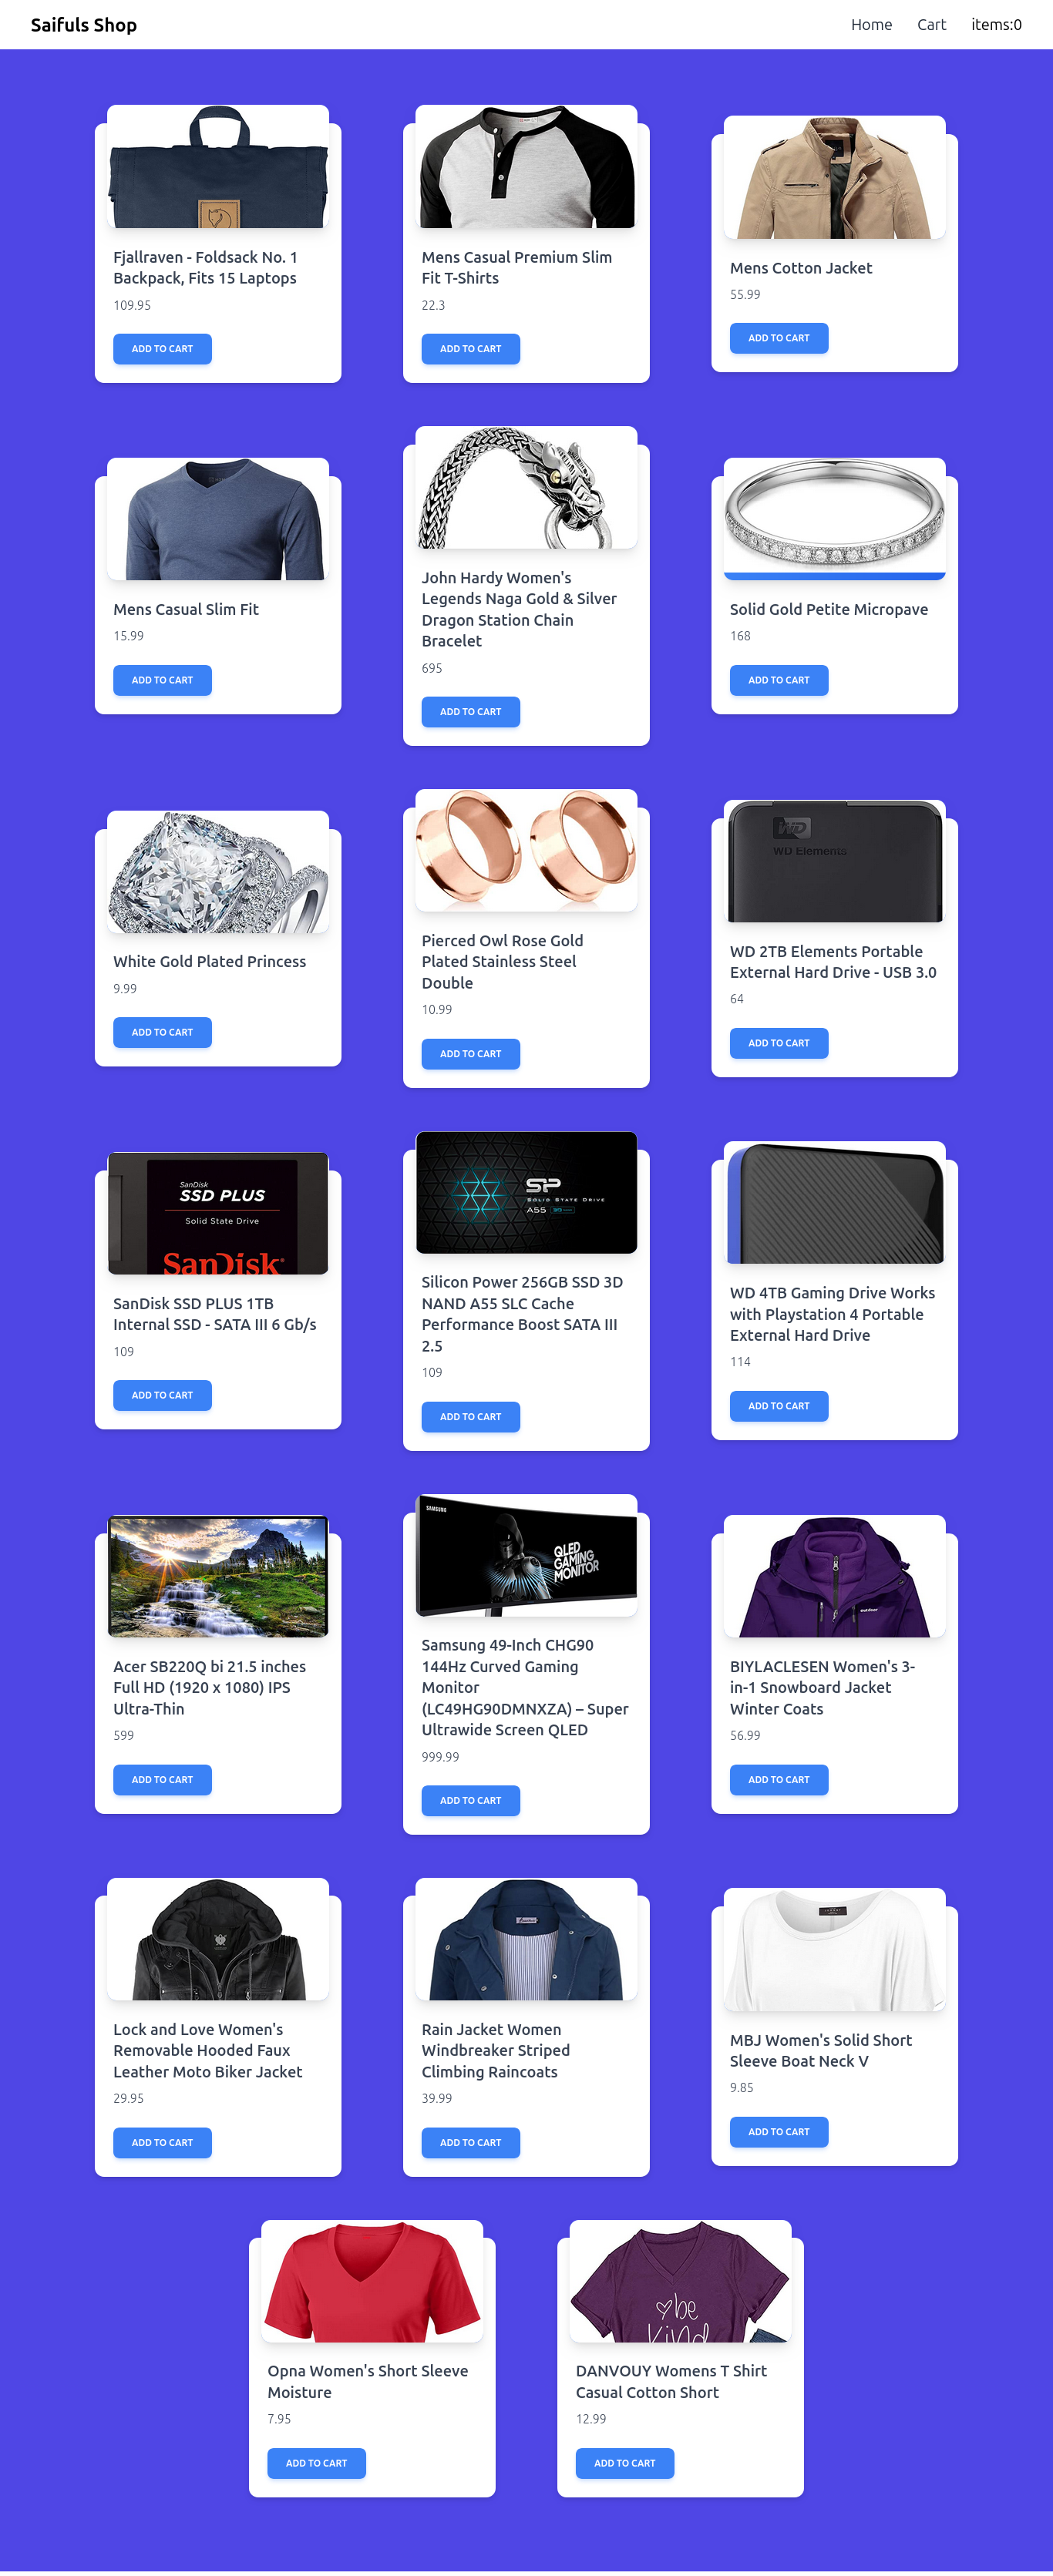 Saifuls Shop
Home Cart items:0
Fjallraven - Foldsack No. 1
Backpack, Fits 15 Laptops
109.95
ADD TO CART
Mens Casual Premium Slim
Fit T-Shirts
22.3
ADD TO CART
Mens Cotton Jacket
55.99
ADD TO CART
Mens Casual Slim Fit
15.99
ADD TO CART
John Hardy Women's
Legends Naga Gold & Silver
Dragon Station Chain
Bracelet
695
ADD TO CART
Solid Gold Petite Micropave
168
ADD TO CART
White Gold Plated Princess
9.99
ADD TO CART
Pierced Owl Rose Gold
Plated Stainless Steel
Double
10.99
ADD TO CART
WD
WD Elements
WD 2TB Elements Portable
External Hard Drive - USB 3.0
64
ADD TO CART
SanDisk
SSD PLUS
Solid State Drive
SanDisk
SanDisk SSD PLUS 1TB
Internal SSD - SATA III 6 Gb/s
109
ADD TO CART
SP
SOLID STATE DRIVE
A55
Silicon Power 256GB SSD 3D
NAND A55 SLC Cache
Performance Boost SATA III
2.5
109
ADD TO CART
WD 4TB Gaming Drive Works
with Playstation 4 Portable
External Hard Drive
114
ADD TO CART
Acer SB220Q bi 21.5 inches
Full HD (1920 x 1080) IPS
Ultra-Thin
599
ADD TO CART
SAMSUNG
QLED
GAMING
MONITOR
Samsung 49-Inch CHG90
144Hz Curved Gaming
Monitor
(LC49HG90DMNXZA) – Super
Ultrawide Screen QLED
999.99
ADD TO CART
outdoor
BIYLACLESEN Women's 3-
in-1 Snowboard Jacket
Winter Coats
56.99
ADD TO CART
Lock and Love Women's
Removable Hooded Faux
Leather Moto Biker Jacket
29.95
ADD TO CART
Rain Jacket Women
Windbreaker Striped
Climbing Raincoats
39.99
ADD TO CART
MBJ Women's Solid Short
Sleeve Boat Neck V
9.85
ADD TO CART
Opna Women's Short Sleeve
Moisture
7.95
ADD TO CART
be
kind
DANVOUY Womens T Shirt
Casual Cotton Short
12.99
ADD TO CART